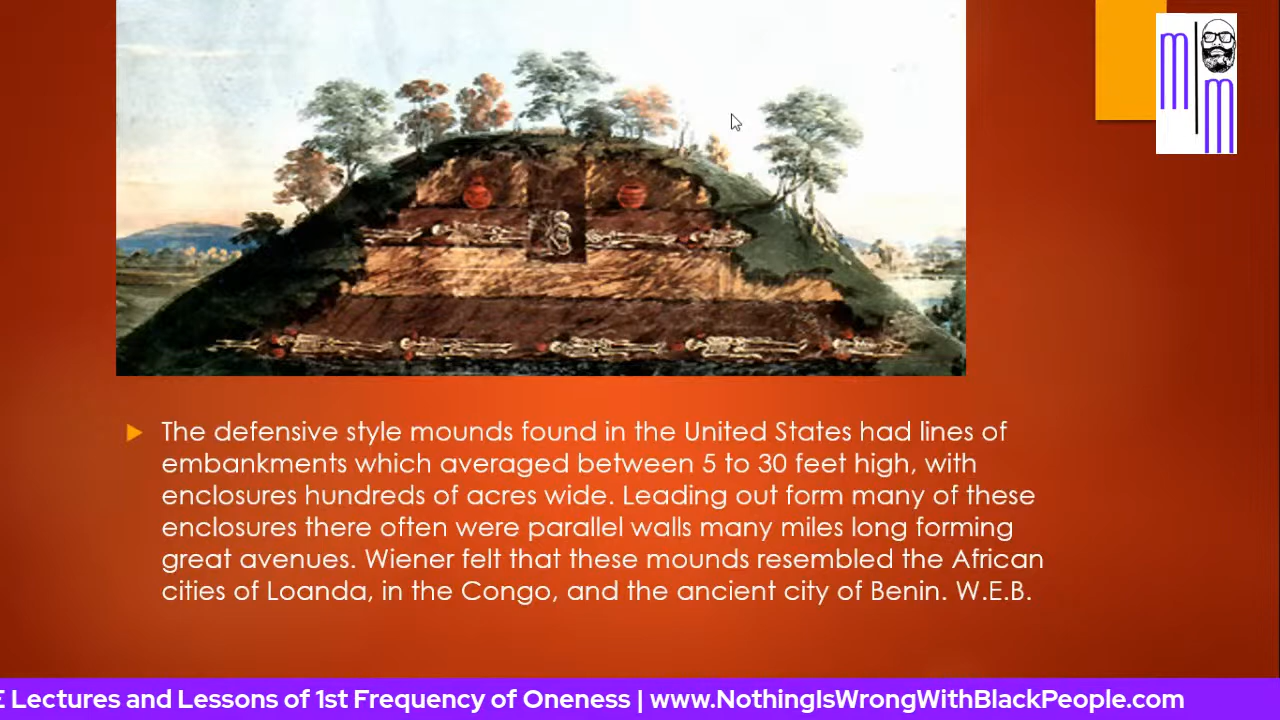 m
m
The defensive style mounds found in the United States had lines of
embankments which averaged between 5 to 30 feet high, with
enclosures hundreds of acres wide. Leading out form many of these
enclosures there often were parallel walls many miles long forming
great avenues. Wiener felt that these mounds resembled the African
cities of Loanda, in the Congo, and the ancient city of Benin. W.E.B.
E Lectures and Lessons of 1st Frequency of Oneness | www.NothingIsWrongWithBlackPeople.com